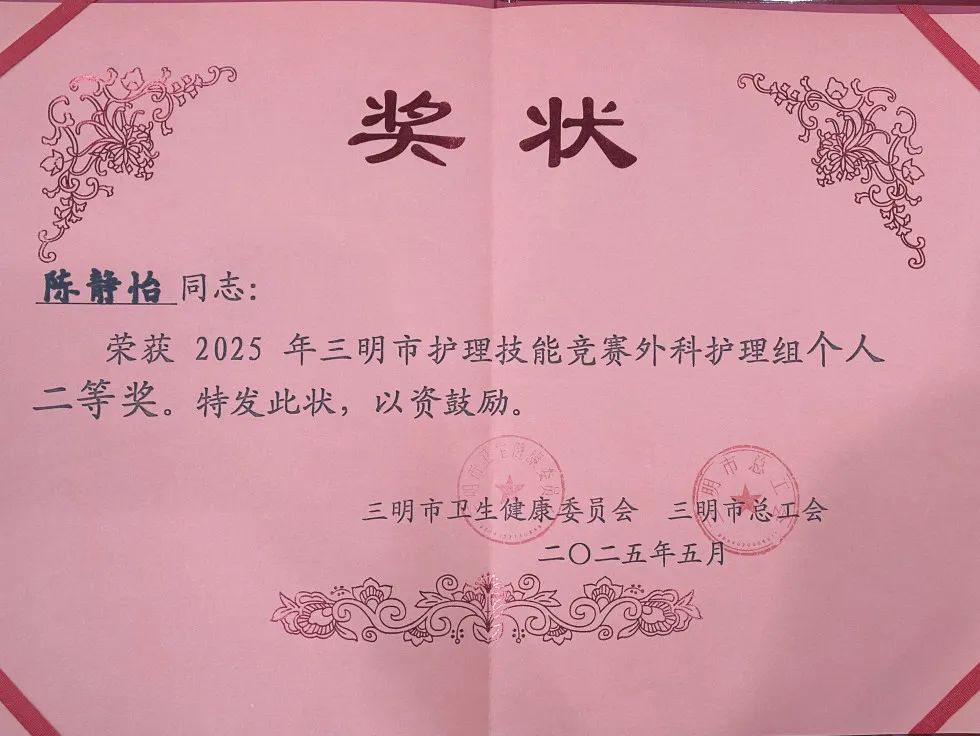 奖状
陈静怡 同志：
荣获 2025 年三明市护理技能竞赛外科护理组个人
二等奖。特发此状，以资鼓励。
三明市卫生健康委员会 三明市总工会
二〇二五年五月